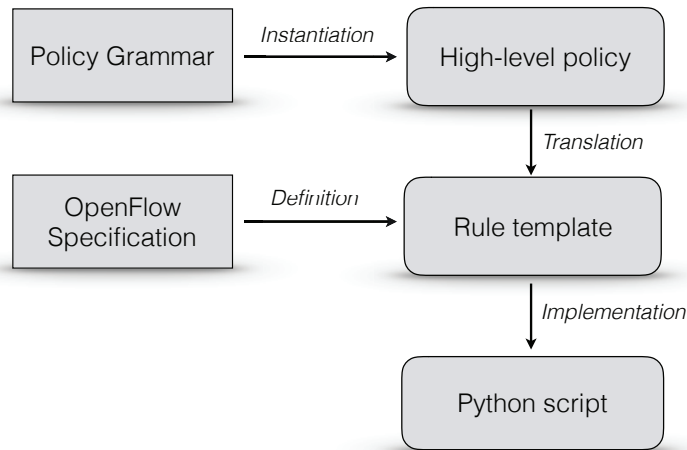 Policy Grammar
Instantiation
High-level policy
Translation
OpenFlow
Specification
Definition
Rule template
Implementation
Python script